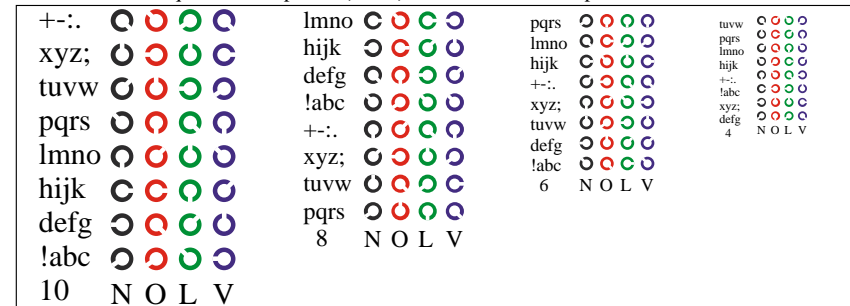 +-:.
xyz;
tuvw
pqrs
lmno
hijk
defg
!abc
10 N O L V
lmno
hijk
defg
!abc
+-:.
xyz;
tuvw
pqrs
8 N O L V
pqrs
lmno
hijk
+-:.
xyz;
tuvw
defg
!abc
6 N O L V
tuvw
pqrs
lmno
hijk
+-:.
!abc
xyz;
defg
4 N O L V